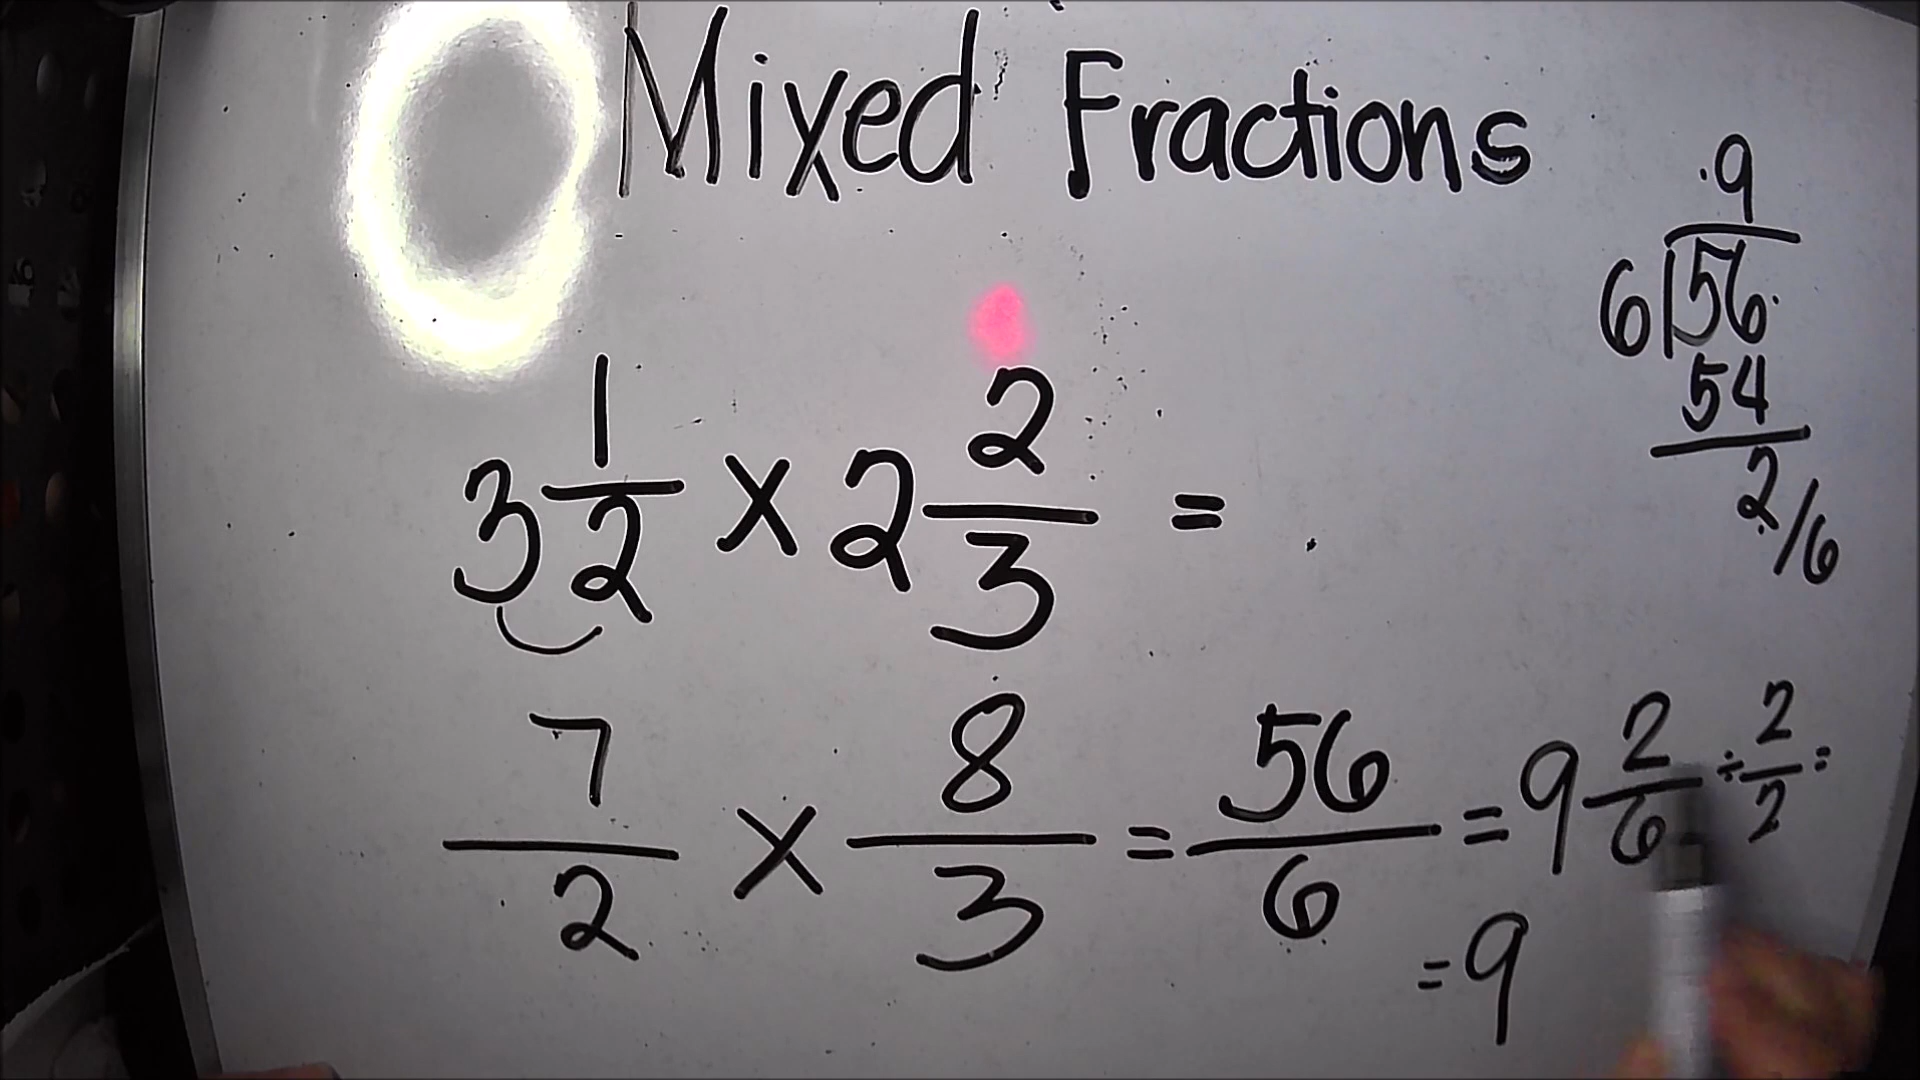 Mixed Fractions
3 1/2 x 2 2/3 =
7/2 x 8/3 = 56/6 = 9 2/6 ÷ 2/2 =
= 9
9
6 56
54
2/6